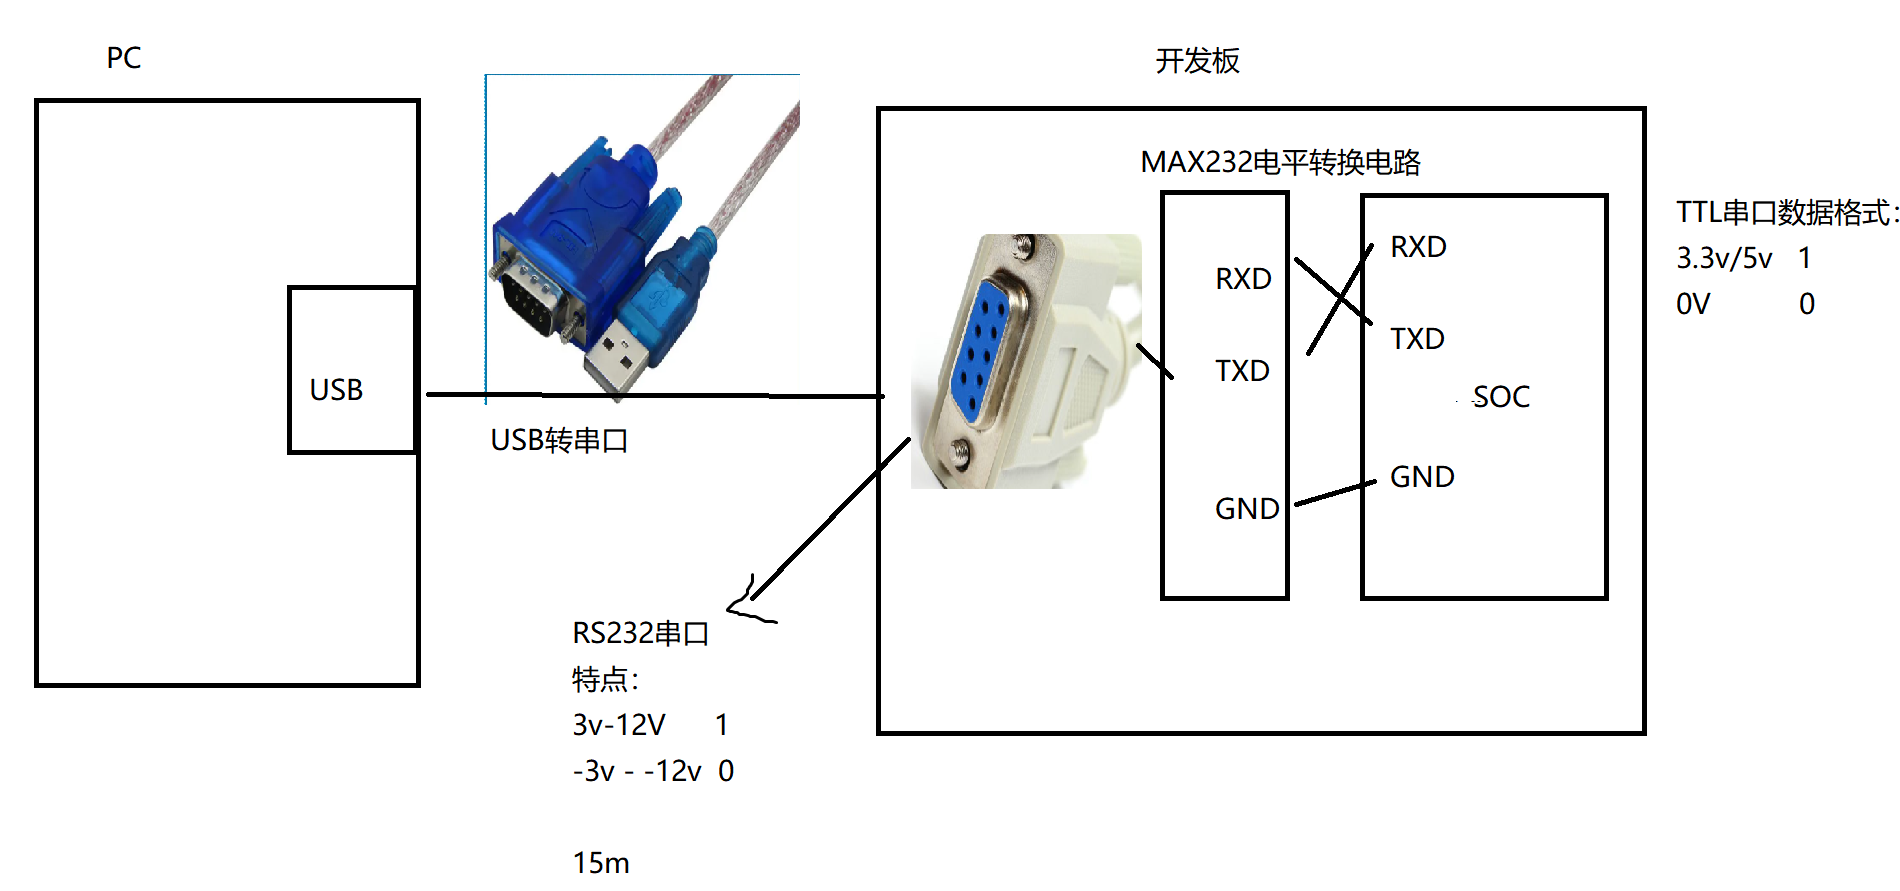 PC
开发板
MAX232电平转换电路
TTL串口数据格式：
3.3v/5v 1
0V 0
RXD
TXD
GND
RXD
TXD
SOC
GND
USB
USB转串口
RS232串口
特点：
3v-12V 1
-3v - -12v 0
15m